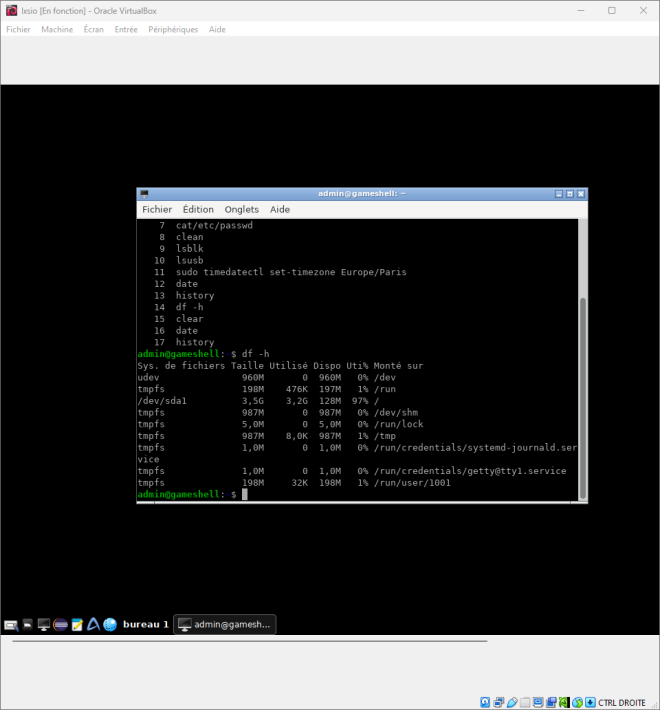 lxsio [En fonction] - Oracle VirtualBox
Fichier Machine Écran Entrée Périphériques Aide
admin@gameshell: ~
Fichier Édition Onglets Aide
7 cat/etc/passwd
8 clean
9 lsblk
10 lsusb
11 sudo timedatectl set-timezone Europe/Paris
12 date
13 history
14 df -h
15 clear
16 date
17 history
admin@gameshell: $ df -h
Sys. de fichiers Taille Utilisé Dispo Uti% Monté sur
udev 960M 0 960M 0% /dev
tmpfs 198M 476K 197M 1% /run
/dev/sda1 3,5G 3,2G 128M 97% /
tmpfs 987M 0 987M 0% /dev/shm
tmpfs 5,0M 0 5,0M 0% /run/lock
tmpfs 987M 8,0K 987M 1% /tmp
tmpfs 1,0M 0 1,0M 0% /run/credentials/systemd-journald.ser
vice
tmpfs 1,0M 0 1,0M 0% /run/credentials/getty@tty1.service
tmpfs 198M 32K 198M 1% /run/user/1001
admin@gameshell: $
bureau 1 admin@gamesh...
CTRL DROITE